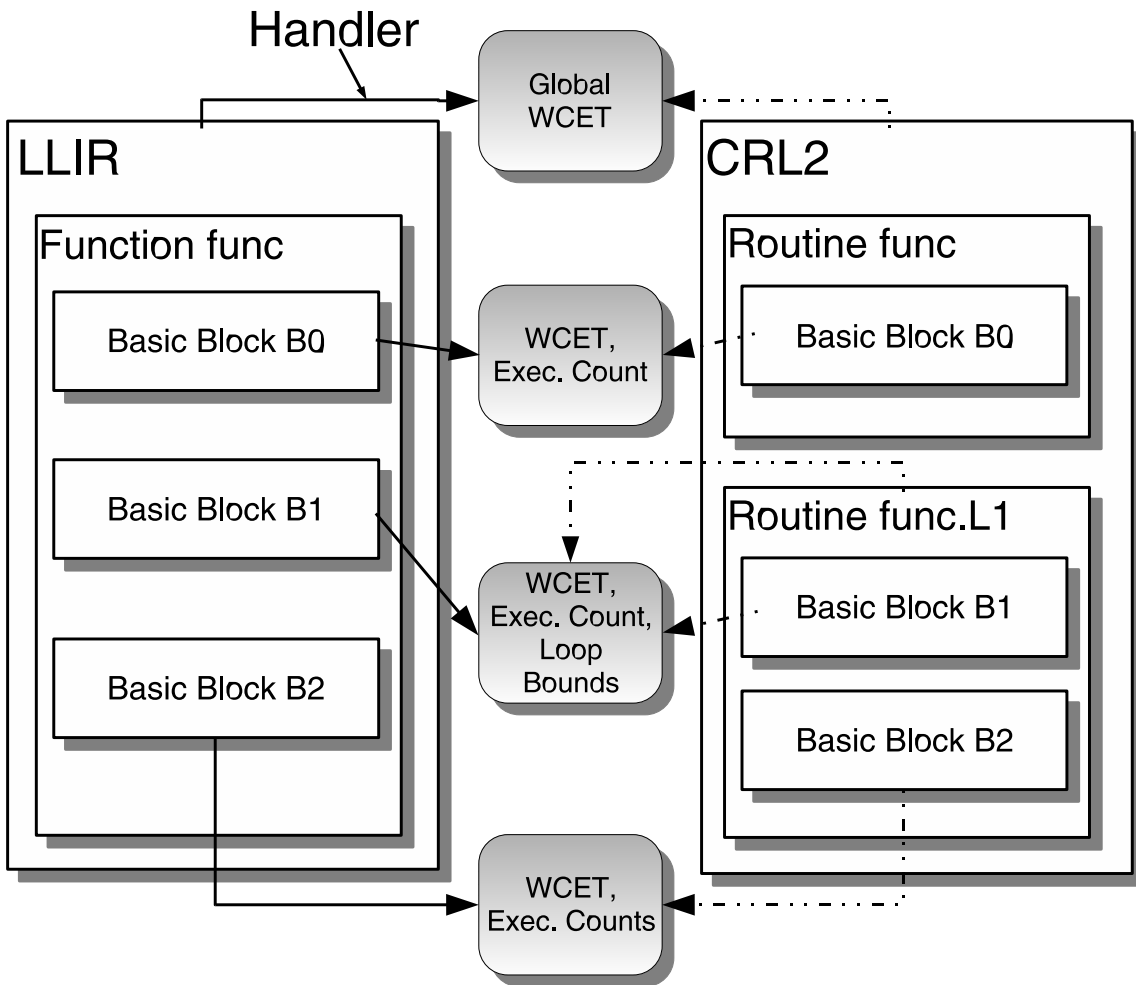 Handler
Global
WCET
LLIR
CRL2
Function func
Routine func
Basic Block B0
WCET,
Exec. Count
Basic Block B0
Basic Block B1
Routine func.L1
WCET,
Exec. Count,
Loop
Bounds
Basic Block B1
Basic Block B2
Basic Block B2
WCET,
Exec. Counts